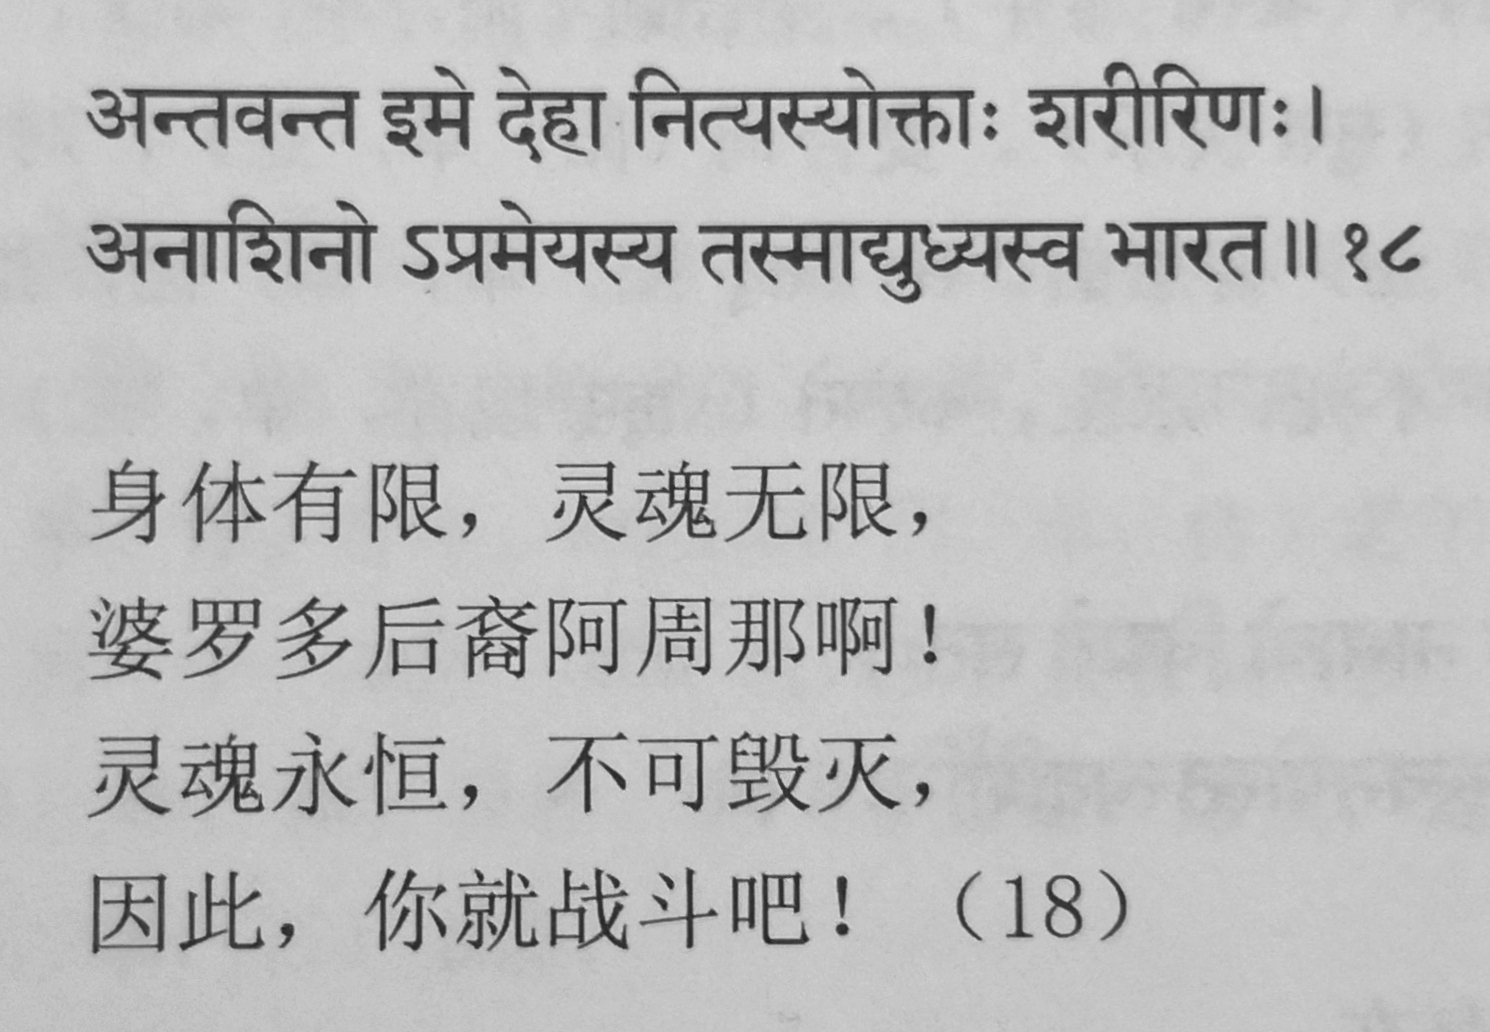 अन्तवन्त इमे देहा नित्यस्योक्ताः शरीरिणः।
अनाशिनो ऽप्रमेयस्य तस्माद्युध्यस्व भारत॥१८
身体有限，灵魂无限，
婆罗多后裔阿周那啊！
灵魂永恒，不可毁灭，
因此，你就战斗吧！（18）